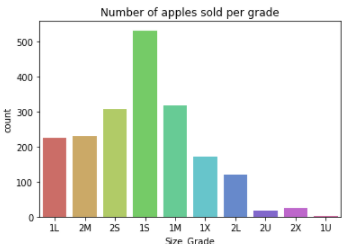 Number of apples sold per grade
count
500
400
300
200
100
0
1L 2M 2S 1S 1M 1X 2L 2U 2X 1U
Size_Grade